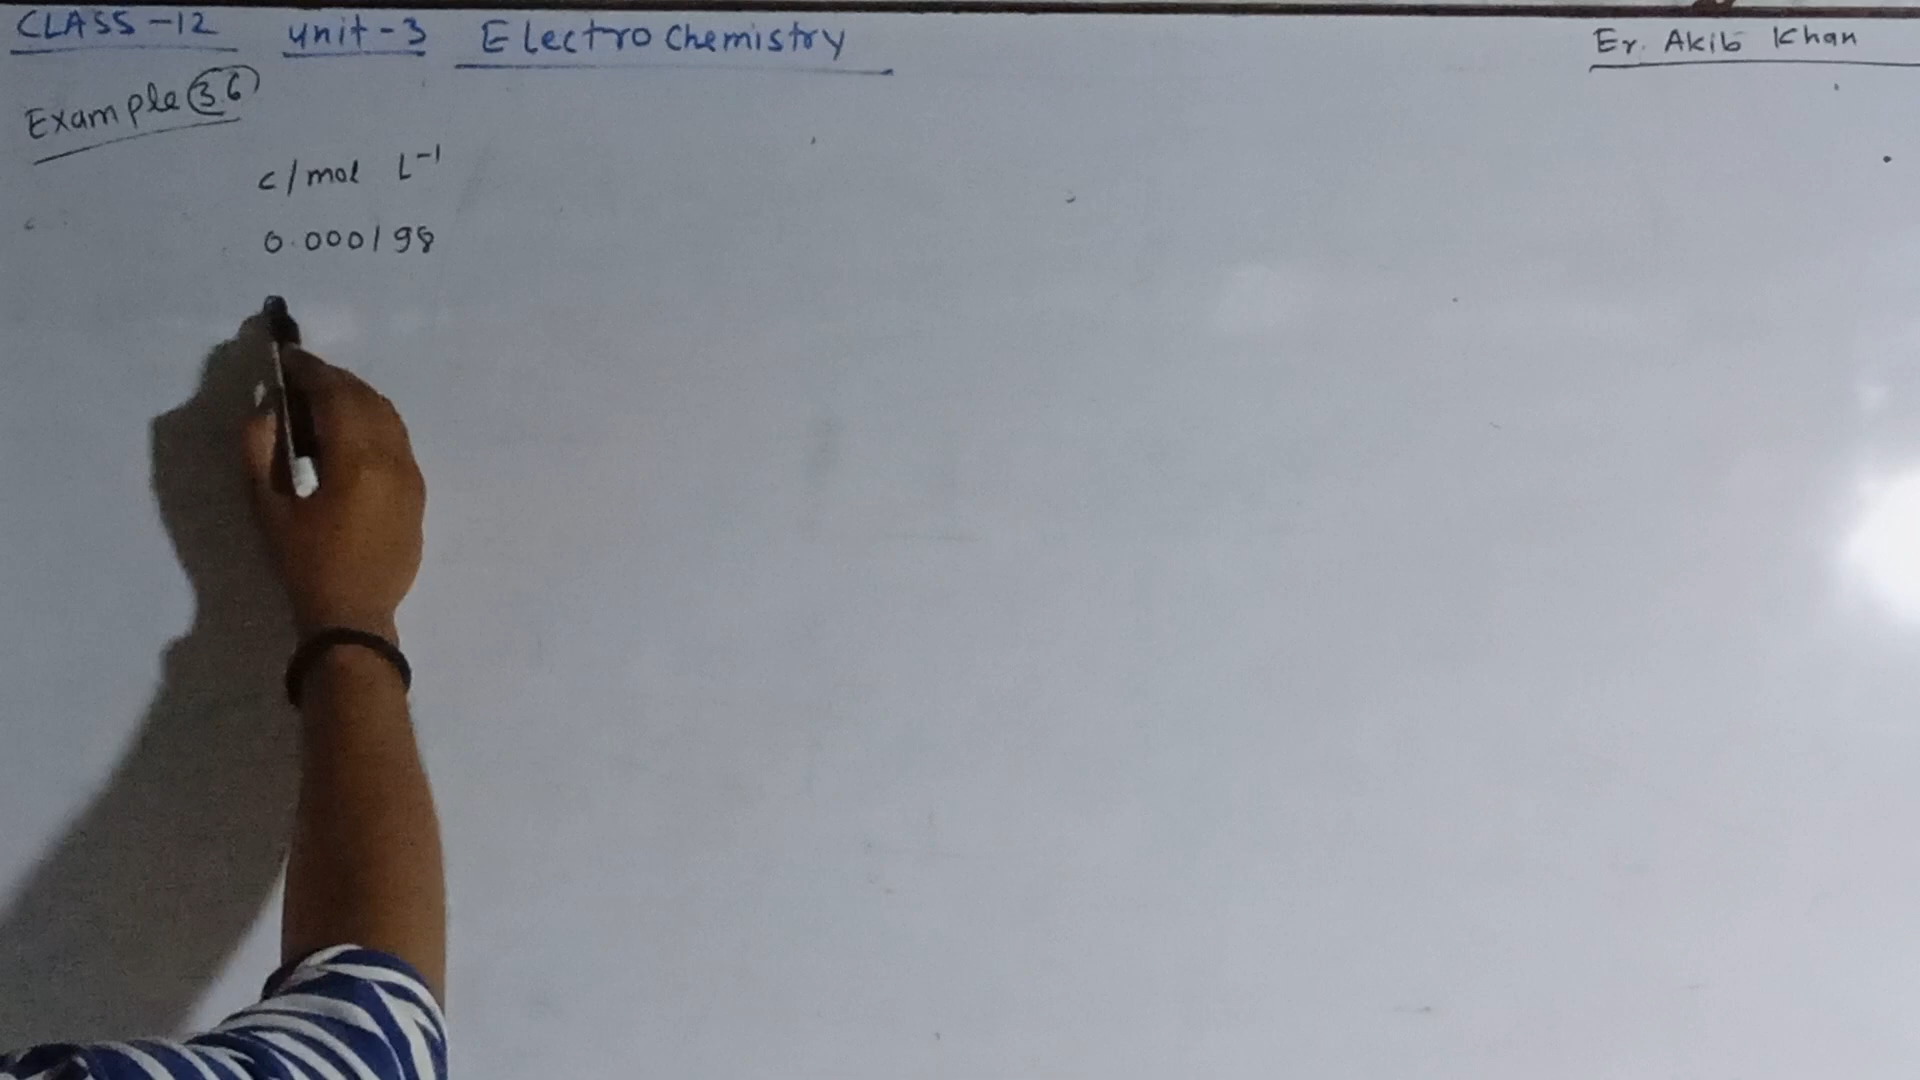 CLASS-12 unit-3 Electro Chemistry
Er. Akib Khan
Example 3.6
c/mol L⁻¹
0.000198